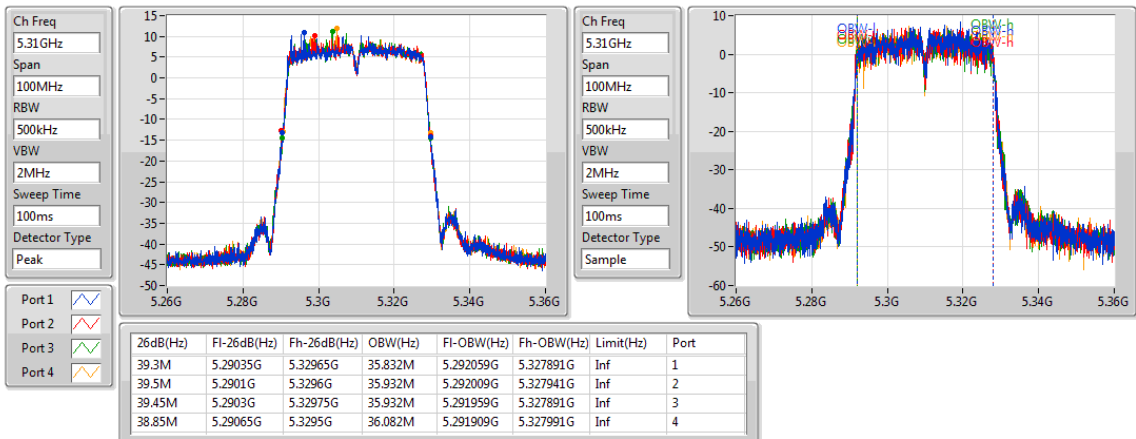 Ch Freq
5.31GHz
Span
100MHz
RBW
500kHz
VBW
2MHz
Sweep Time
100ms
Detector Type
Peak
15
10
5
0
-5
-10
-15
-20
-25
-30
-35
-40
-45
-50
5.26G 5.28G 5.3G 5.32G 5.34G 5.36G
Ch Freq
5.31GHz
Span
100MHz
RBW
500kHz
VBW
2MHz
Sweep Time
100ms
Detector Type
Sample
10
0
-10
-20
-30
-40
-50
-60
OBW-l OBW-h
OBW-h
OBW-h
5.26G 5.28G 5.3G 5.32G 5.34G 5.36G
Port 1
Port 2
Port 3
Port 4
26dB(Hz) Fl-26dB(Hz) Fh-26dB(Hz) OBW(Hz) Fl-OBW(Hz) Fh-OBW(Hz) Limit(Hz) Port
39.3M 5.29035G 5.32965G 35.832M 5.292059G 5.327891G Inf 1
39.5M 5.2901G 5.3296G 35.932M 5.292009G 5.327941G Inf 2
39.45M 5.2903G 5.32975G 35.932M 5.291959G 5.327891G Inf 3
38.85M 5.29065G 5.3295G 36.082M 5.291909G 5.327991G Inf 4